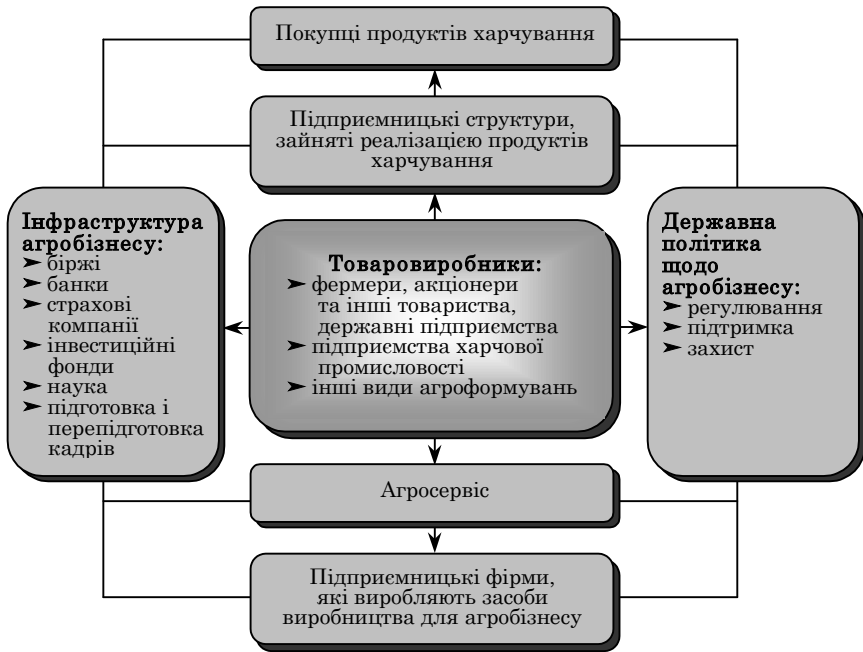 Покупці продуктів харчування
Підприємницькі структури,
зайняті реалізацією продуктів
харчування
Інфраструктура
агробізнесу:
➤ біржі
➤ банки
➤ страхові
компанії
➤ інвестиційні
фонди
➤ наука
➤ підготовка і
перепідготовка
кадрів
Товаровиробники:
➤ фермери, акціонери
та інші товариства,
державні підприємства
➤ підприємства харчової
промисловості
➤ інші види агроформувань
Державна
політика
щодо
агробізнесу:
➤ регулювання
➤ підтримка
➤ захист
Агросервіс
Підприємницькі фірми,
які виробляють засоби
виробництва для агробізнесу